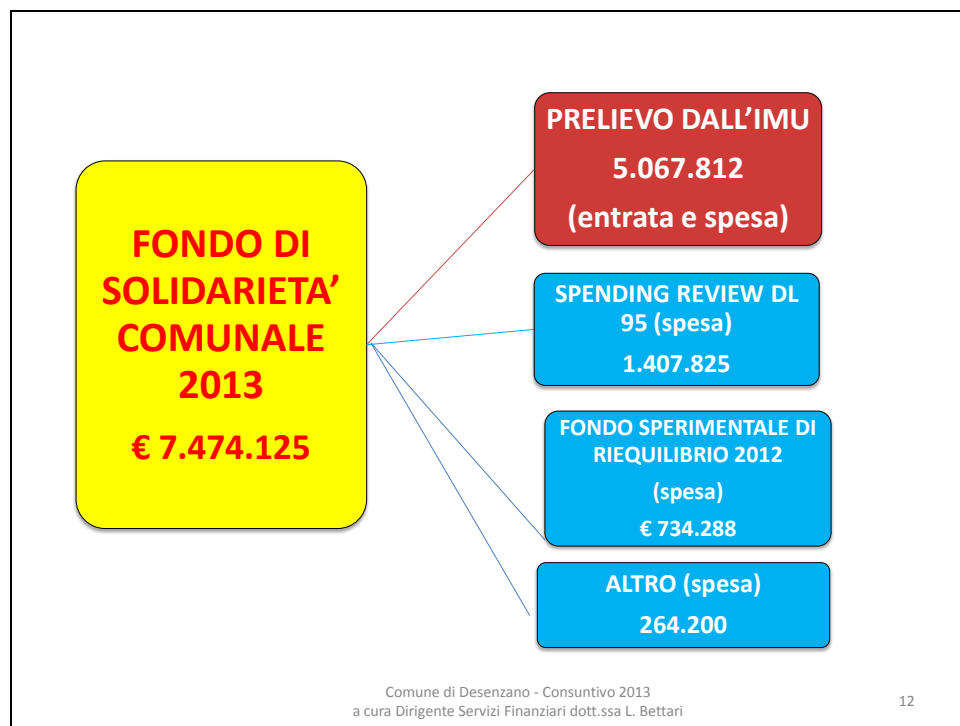 FONDO DI
SOLIDARIETA’
COMUNALE
2013
€ 7.474.125
PRELIEVO DALL’IMU
5.067.812
(entrata e spesa)
SPENDING REVIEW DL
95 (spesa)
1.407.825
FONDO SPERIMENTALE DI
RIEQUILIBRIO 2012
(spesa)
€ 734.288
ALTRO (spesa)
264.200
Comune di Desenzano - Consuntivo 2013
a cura Dirigente Servizi Finanziari dott.ssa L. Bettari
12